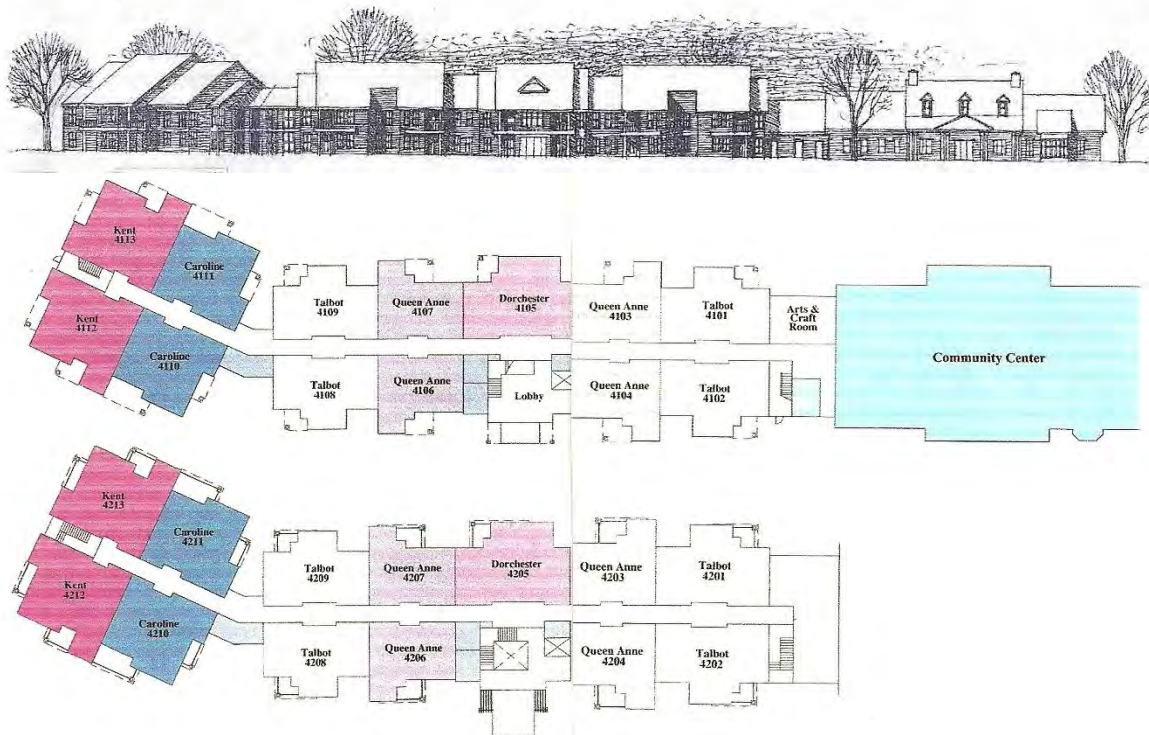 Kent
4113
Caroline
4111
Kent
4112
Caroline
4110
Talbot
4109
Queen Anne
4107
Dorchester
4105
Queen Anne
4103
Talbot
4101
Arts &
Craft
Room
Community Center
Talbot
4108
Queen Anne
4106
Lobby
Queen Anne
4104
Talbot
4102
Kent
4213
Caroline
4211
Kent
4212
Caroline
4210
Talbot
4209
Queen Anne
4207
Dorchester
4205
Queen Anne
4203
Talbot
4201
Talbot
4208
Queen Anne
4206
Queen Anne
4204
Talbot
4202